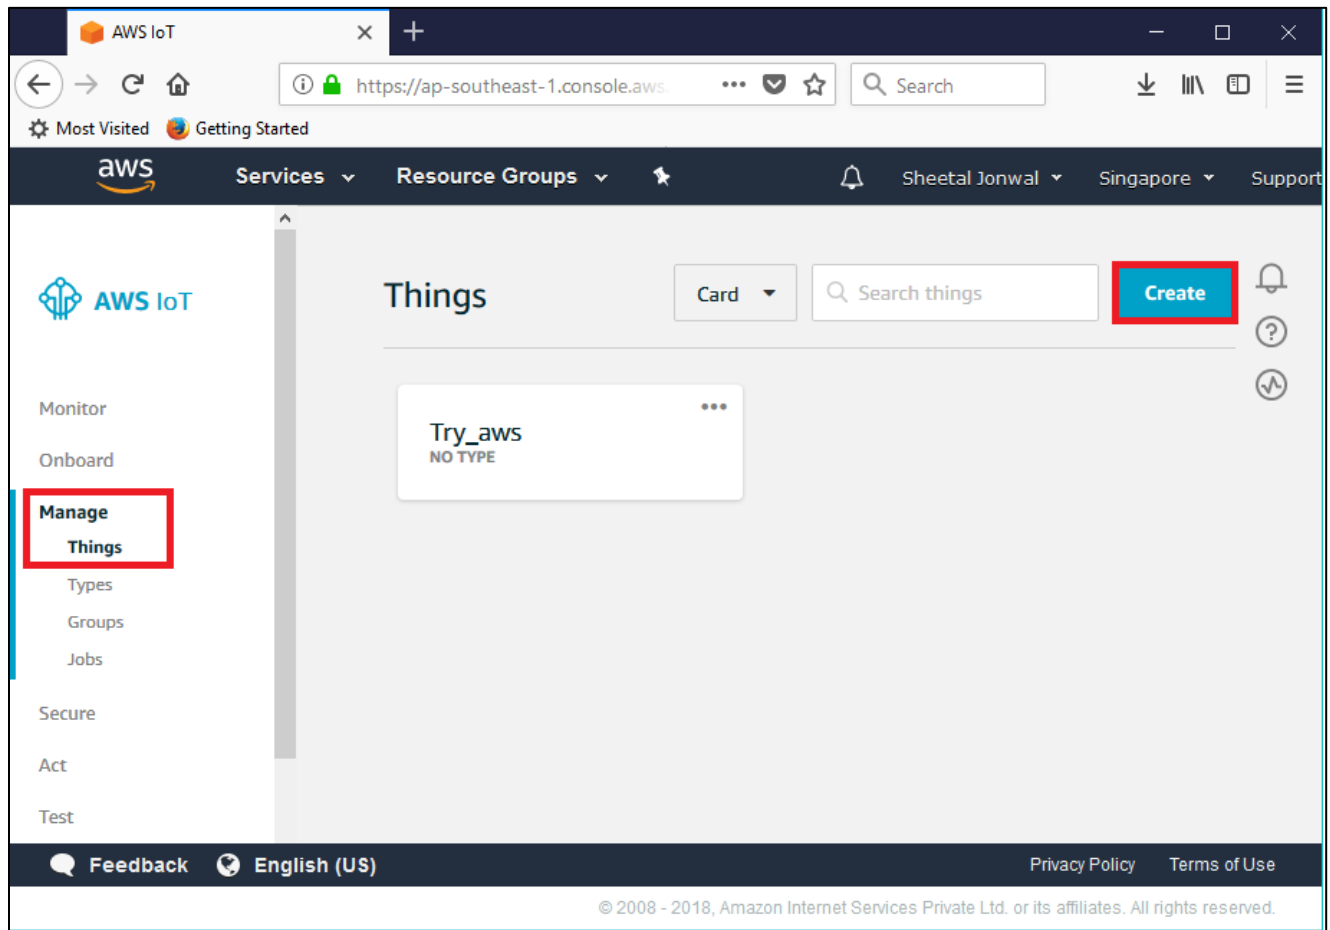 AWS IoT
https://ap-southeast-1.console.aws.
Search
Most Visited Getting Started
aws Services Resource Groups Sheetal Jonwal Singapore Support
AWS IoT
Things Card Search things Create
Monitor
Onboard
Manage
Things
Types
Groups
Jobs
Secure
Act
Test
Try_aws
NO TYPE
Feedback English (US) Privacy Policy Terms of Use
© 2008 - 2018, Amazon Internet Services Private Ltd. or its affiliates. All rights reserved.